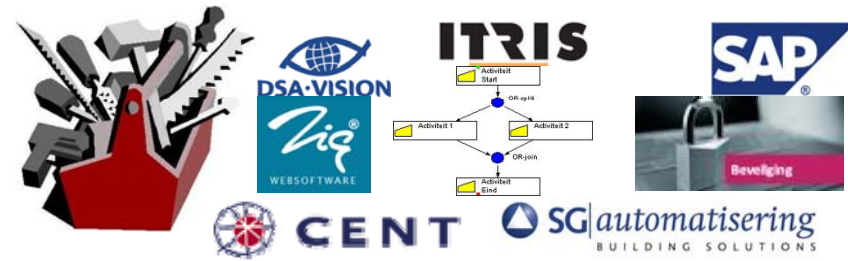 ITRIS
DSA·VISION
SAP®
Activiteit
Start
OR-split
Zig®
WEBSOFTWARE
Activiteit 1
Activiteit 2
OR-join
Beveiliging
Activiteit
Eind
CENT
SG automatisering
BUILDING SOLUTIONS